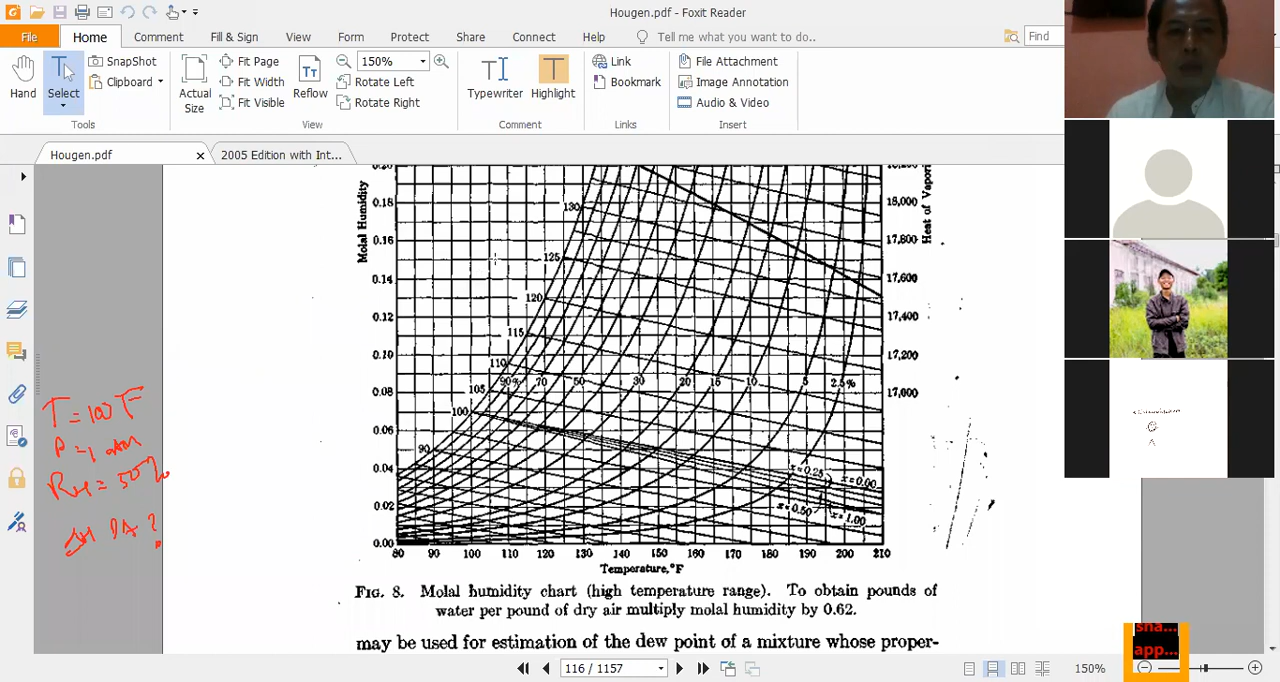 Hougen.pdf - Foxit Reader
File
Home
Comment
Fill & Sign
View
Form
Protect
Share
Connect
Help
Tell me what you want to do..
Find
Hand
Select
SnapShot
Clipboard
Actual
Size
Fit Page
Fit Width
Fit Visible
Reflow
150%
Rotate Left
Rotate Right
Typewriter
Highlight
Link
Bookmark
File Attachment
Image Annotation
Audio & Video
Tools
View
Comment
Links
Insert
Hougen.pdf
2005 Edition with Int...
Molal Humidity
0.20
0.18
0.16
0.14
0.12
0.10
0.08
0.06
0.04
0.02
0.00
130
125
120
115
110
105
100
90
90%
70
50
30
20
15
10
5
2.5%
x=0.25
x=0.00
x=0.50
x=1.00
18,000
17,800
17,600
17,400
17,200
17,000
Heat of Vapori
80 90 100 110 120 130 140 150 160 170 180 190 200 210
Temperature,°F
T=100 F
P=1 atm
RH=50%
FIG. 8. Molal humidity chart (high temperature range). To obtain pounds of
water per pound of dry air multiply molal humidity by 0.62.
may be used for estimation of the dew point of a mixture whose proper-
116 / 1157
150%
sna...
app...